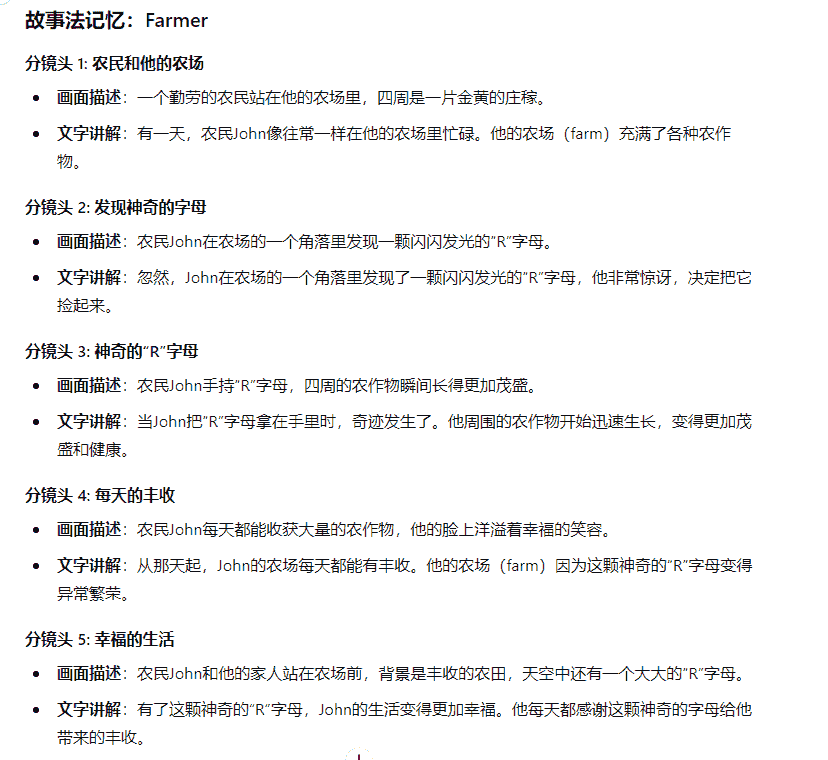 故事法记忆：Farmer
分镜头 1: 农民和他的农场
• 画面描述：一个勤劳的农民站在他的农场里，四周是一片金黄的庄稼。
• 文字讲解：有一天，农民John像往常一样在他的农场里忙碌。他的农场（farm）充满了各种农作
物。
分镜头 2: 发现神奇的字母
• 画面描述：农民John在农场的一个角落里发现一颗闪闪发光的“R”字母。
• 文字讲解：忽然，John在农场的一个角落里发现了一颗闪闪发光的“R”字母，他非常惊讶，决定把它
捡起来。
分镜头 3: 神奇的“R”字母
• 画面描述：农民John手持“R”字母，四周的农作物瞬间长得更加茂盛。
• 文字讲解：当John把“R”字母拿在手里时，奇迹发生了。他周围的农作物开始迅速生长，变得更加茂
盛和健康。
分镜头 4: 每天的丰收
• 画面描述：农民John每天都能收获大量的农作物，他的脸上洋溢着幸福的笑容。
• 文字讲解：从那天起，John的农场每天都能有丰收。他的农场（farm）因为这颗神奇的“R”字母变得
异常繁荣。
分镜头 5: 幸福的生活
• 画面描述：农民John和他的家人站在农场前，背景是丰收的农田，天空中还有一个大大的“R”字母。
• 文字讲解：有了这颗神奇的“R”字母，John的生活变得更加幸福。他每天都感谢这颗神奇的字母给他
带来的丰收。